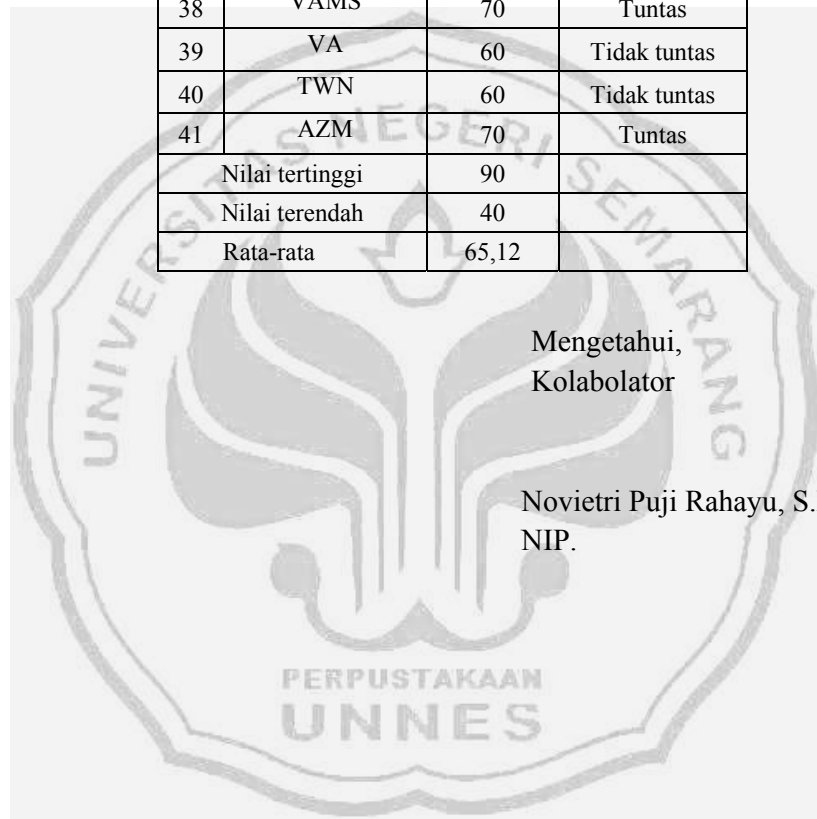 38 VAMS 70 Tuntas
39 VA 60 Tidak tuntas
40 TWN 60 Tidak tuntas
41 AZM 70 Tuntas
Nilai tertinggi 90
Nilai terendah 40
Rata-rata 65,12
Mengetahui,
Kolabolator
Novietri Puji Rahayu, S.
NIP.
UNIVERSITAS NEGERI SEMARANG
PERPUSTAKAAN
UNNES